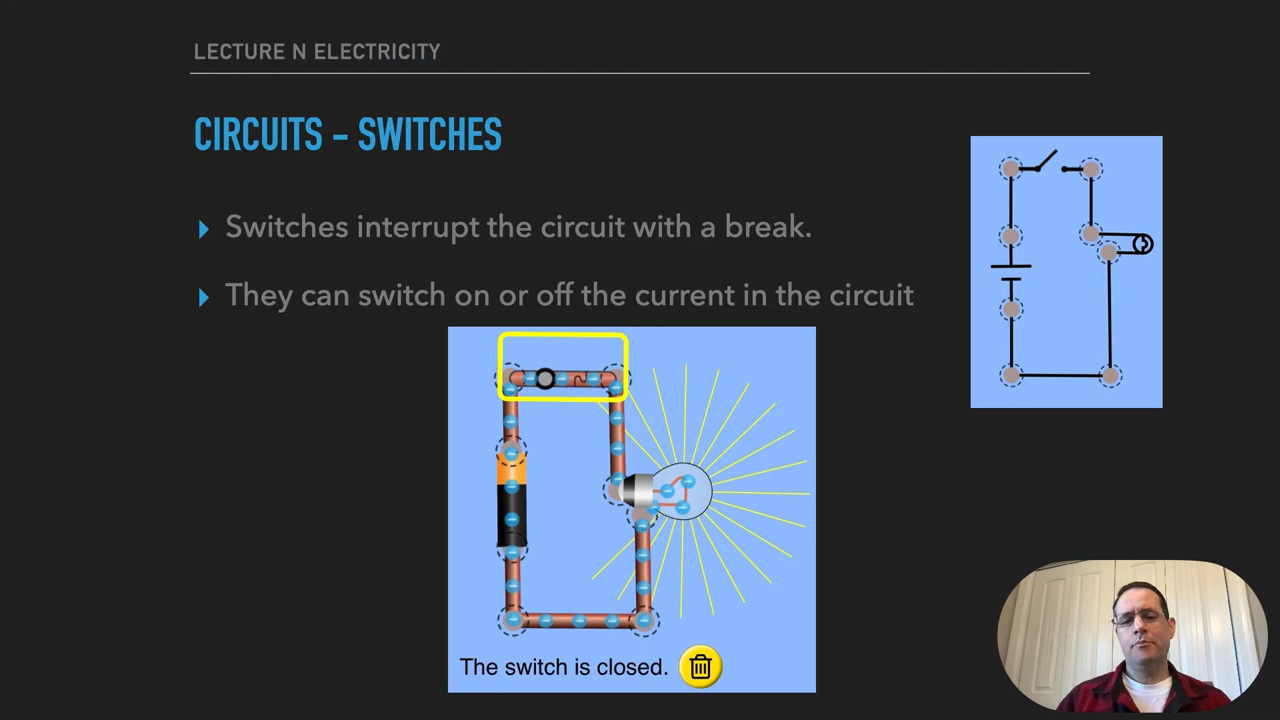 LECTURE N ELECTRICITY
CIRCUITS - SWITCHES
Switches interrupt the circuit with a break.
They can switch on or off the current in the circuit
The switch is closed.